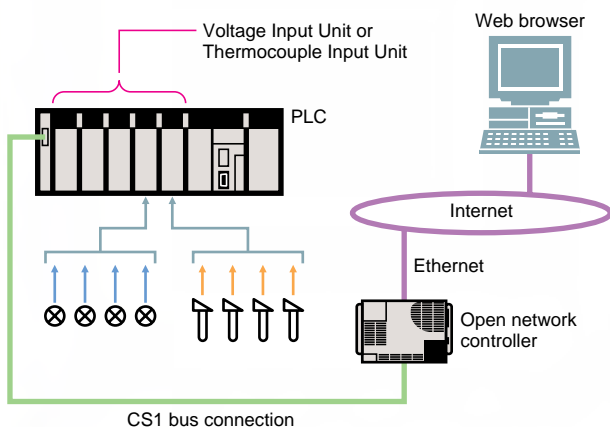 Web browser
Voltage Input Unit or
Thermocouple Input Unit
PLC
Internet
Ethernet
Open network
controller
CS1 bus connection